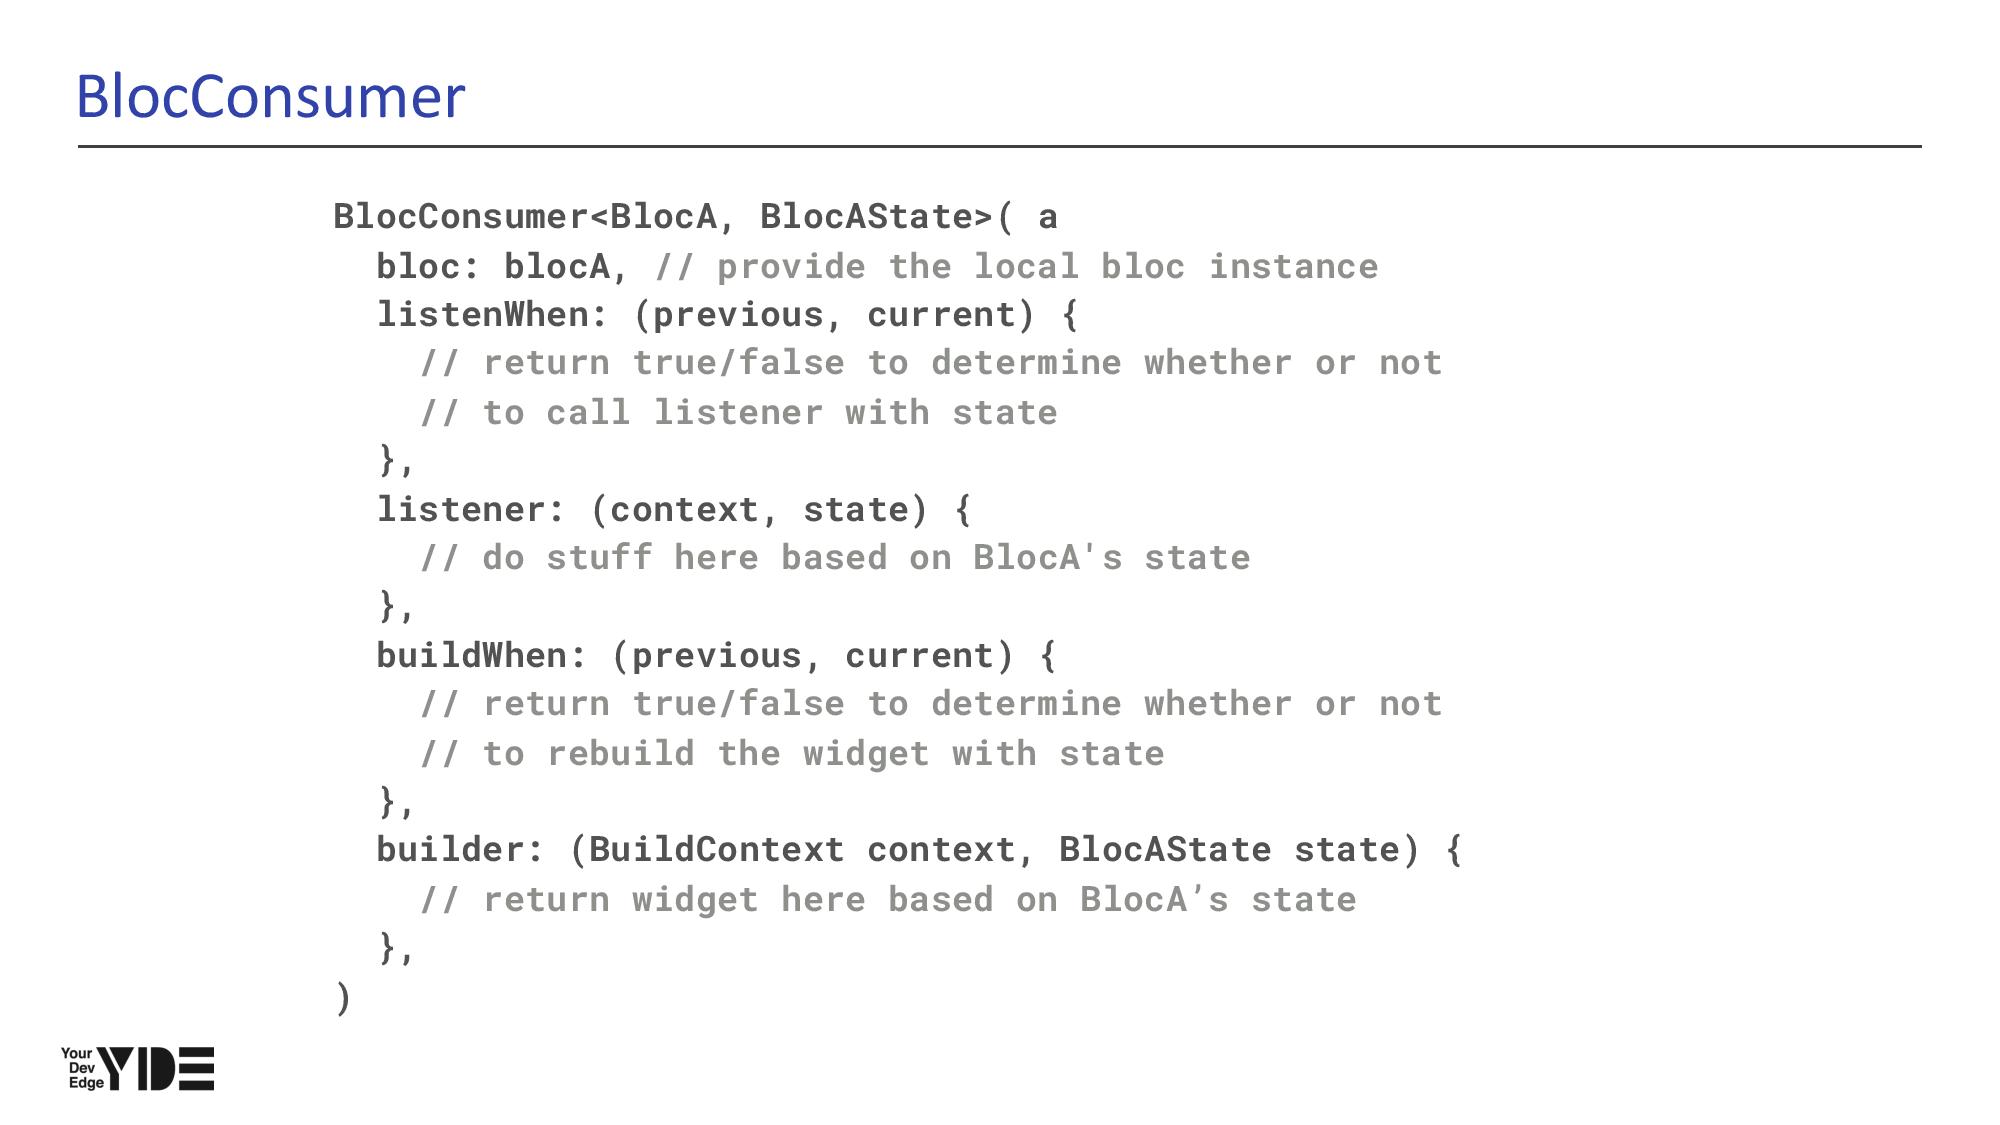 BlocConsumer
BlocConsumer<BlocA, BlocAState>( a
  bloc: blocA, // provide the local bloc instance
  listenWhen: (previous, current) {
    // return true/false to determine whether or not
    // to call listener with state
  },
  listener: (context, state) {
    // do stuff here based on BlocA's state
  },
  buildWhen: (previous, current) {
    // return true/false to determine whether or not
    // to rebuild the widget with state
  },
  builder: (BuildContext context, BlocAState state) {
    // return widget here based on BlocA’s state
  },
)
Your
Dev
Edge
YDE